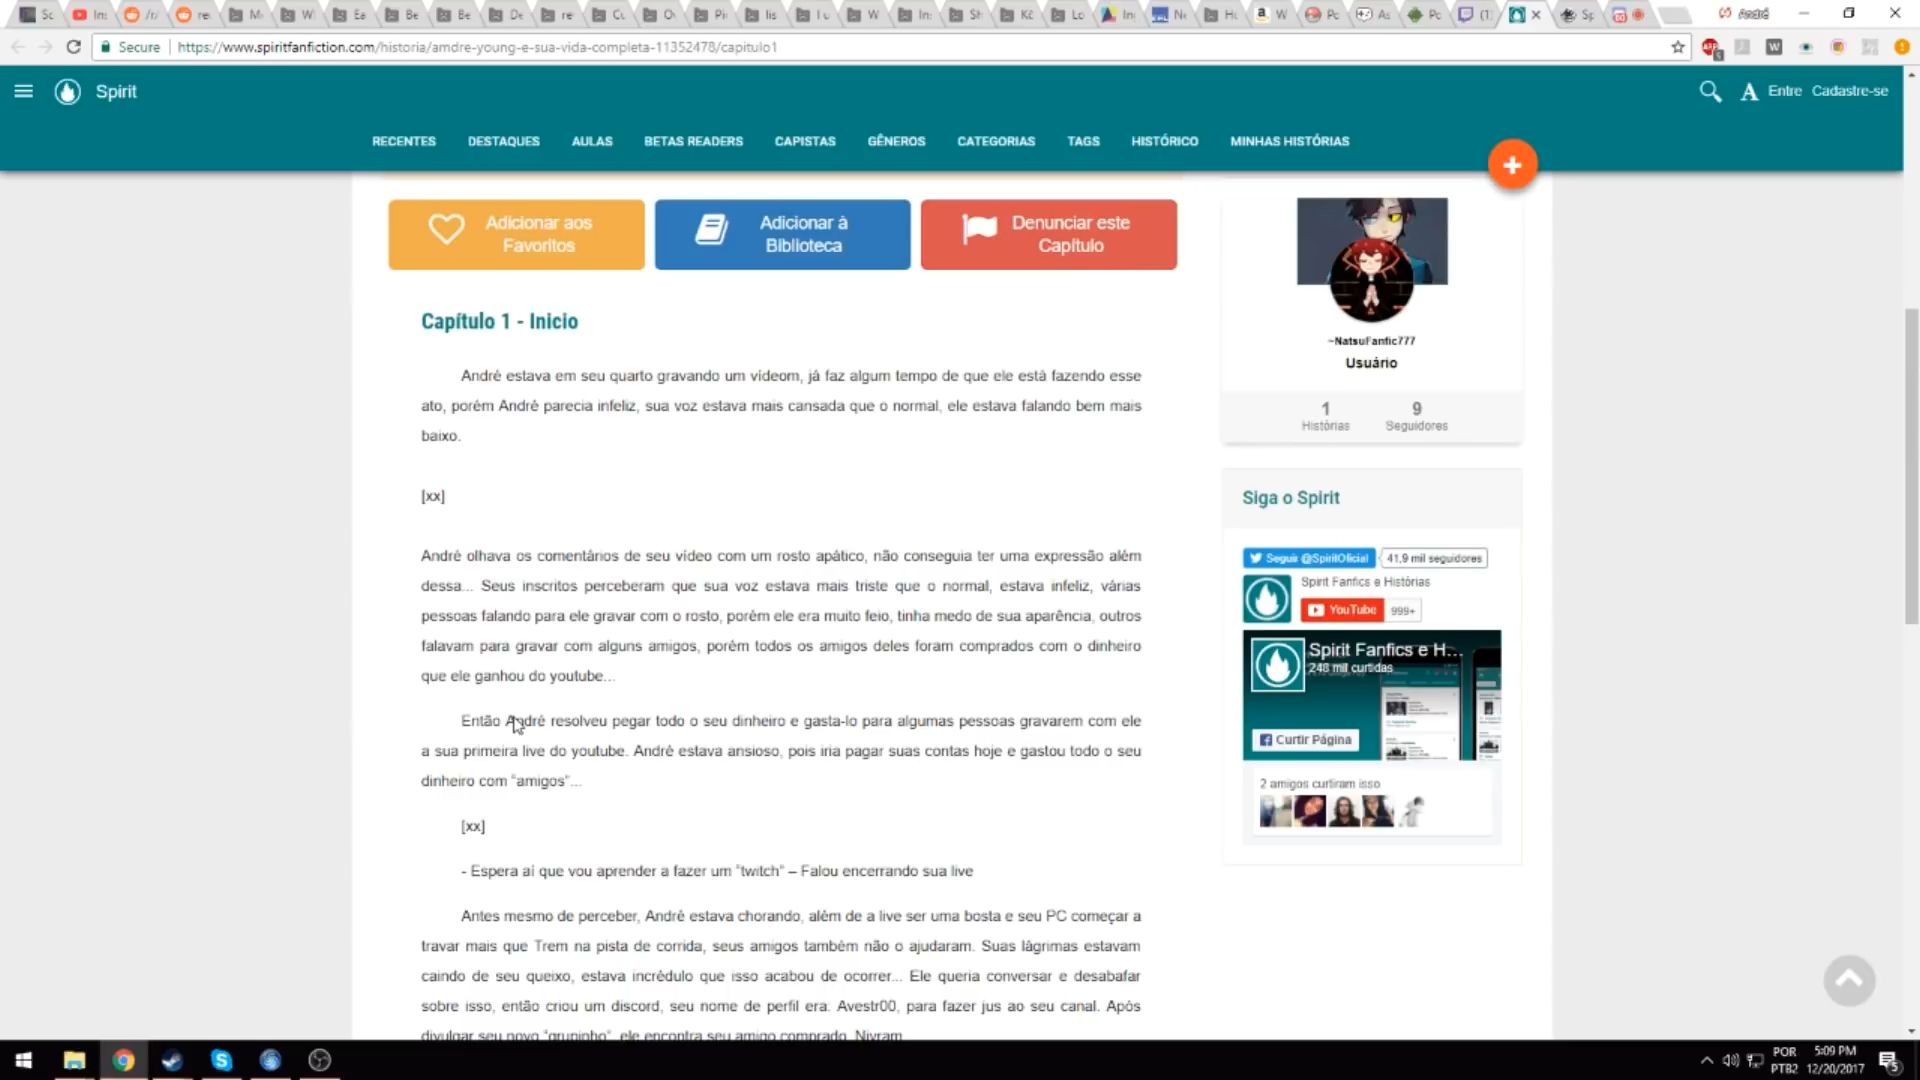 Secure https://www.spiritfanfiction.com/historia/amdre-young-e-sua-vida-completa-11352478/capitulo1
André
Spirit
A Entre Cadastre-se
RECENTES DESTAQUES AULAS BETAS READERS CAPISTAS GÊNEROS CATEGORIAS TAGS HISTÓRICO MINHAS HISTÓRIAS
Adicionar aos
Favoritos
Adicionar à
Biblioteca
Denunciar este
Capítulo
Capítulo 1 - Inicio
André estava em seu quarto gravando um vídeom, já faz algum tempo de que ele está fazendo esse
ato, porém André parecia infeliz, sua voz estava mais cansada que o normal, ele estava falando bem mais
baixo.
[xx]
André olhava os comentários de seu vídeo com um rosto apático, não conseguia ter uma expressão além
dessa... Seus inscritos perceberam que sua voz estava mais triste que o normal, estava infeliz, várias
pessoas falando para ele gravar com o rosto, porém ele era muito feio, tinha medo de sua aparência, outros
falavam para gravar com alguns amigos, porém todos os amigos deles foram comprados com o dinheiro
que ele ganhou do youtube...
Então André resolveu pegar todo o seu dinheiro e gasta-lo para algumas pessoas gravarem com ele
a sua primeira live do youtube. André estava ansioso, pois iria pagar suas contas hoje e gastou todo o seu
dinheiro com "amigos"...
[xx]
- Espera aí que vou aprender a fazer um "twitch" – Falou encerrando sua live
Antes mesmo de perceber, André estava chorando, além de a live ser uma bosta e seu PC começar a
travar mais que Trem na pista de corrida, seus amigos também não o ajudaram. Suas lágrimas estavam
caindo de seu queixo, estava incrédulo que isso acabou de ocorrer... Ele queria conversar e desabafar
sobre isso, então criou um discord, seu nome de perfil era: Avestr00, para fazer jus ao seu canal. Após
divulgar seu novo "grupinho", ele encontra seu amigo comprado, Nivram
~NatsuFanfic777
Usuário
1
Histórias
9
Seguidores
Siga o Spirit
Seguir @SpiritOficial 41,9 mil seguidores
Spirit Fanfics e Histórias
YouTube 999+
Spirit Fanfics e H...
248 mil curtidas
Curtir Página
2 amigos curtiram isso
POR
PTB2
5:09 PM
12/20/2017
5